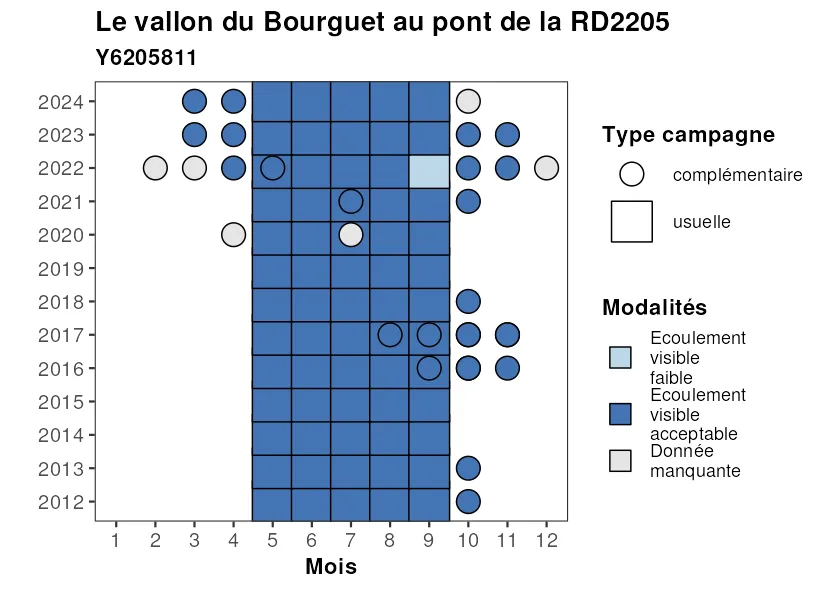 Le vallon du Bourguet au pont de la RD2205
Y6205811
2024
2023
2022
2021
2020
2019
2018
2017
2016
2015
2014
2013
2012
1 2 3 4 5 6 7 8 9 10 11 12
Mois
Type campagne
complémentaire
usuelle
Modalités
Ecoulement
visible
faible
Ecoulement
visible
acceptable
Donnée
manquante